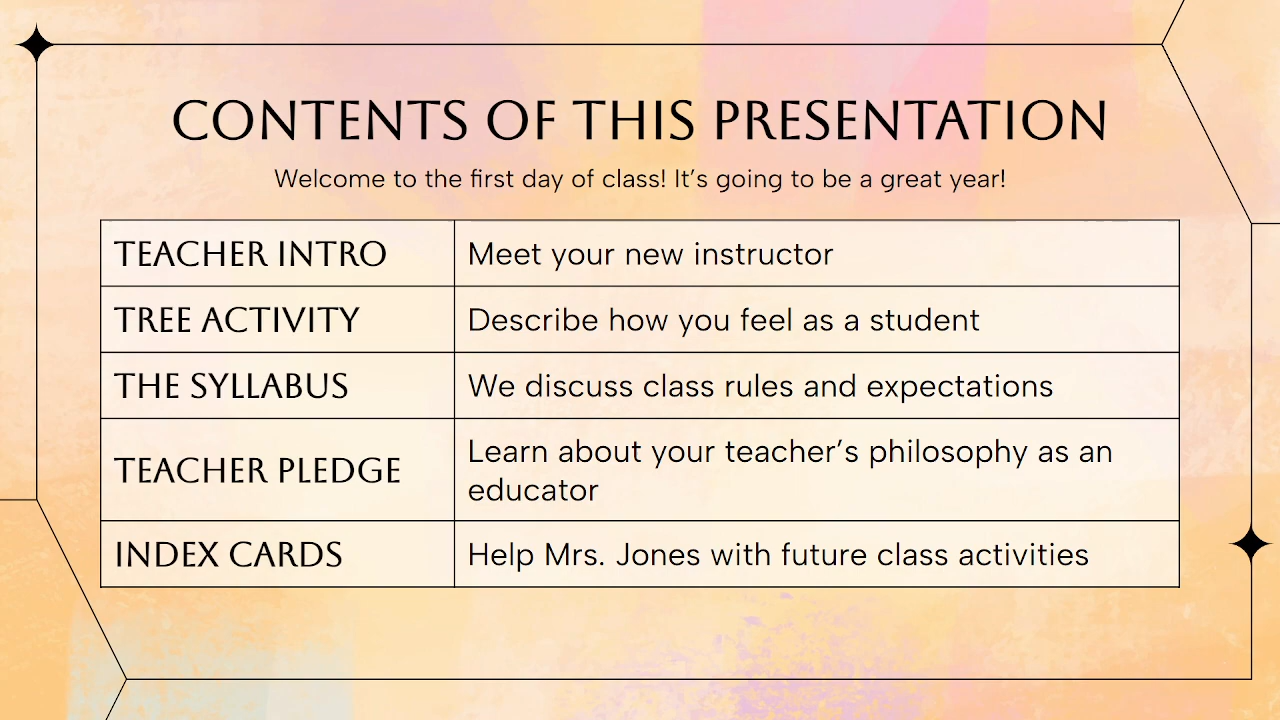 CONTENTS OF THIS PRESENTATION
Welcome to the first day of class! It’s going to be a great year!
TEACHER INTRO
Meet your new instructor
TREE ACTIVITY
Describe how you feel as a student
THE SYLLABUS
We discuss class rules and expectations
TEACHER PLEDGE
Learn about your teacher’s philosophy as an
educator
INDEX CARDS
Help Mrs. Jones with future class activities